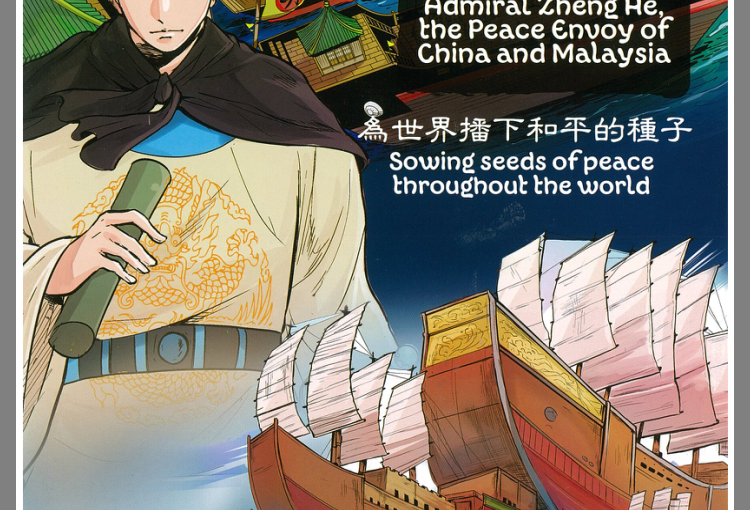 Admiral Zheng He,
the Peace Envoy of
China and Malaysia
為世界播下和平的種子
Sowing seeds of peace
throughout the world